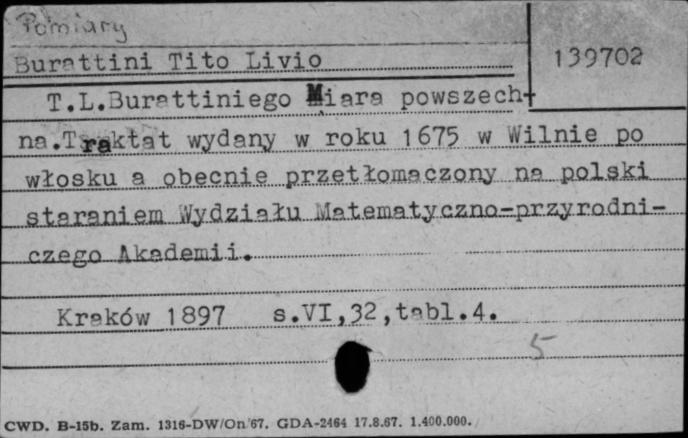 Pomiary
Burattini Tito Livio
139702
T.L.Burattiniego Miara powszech-
na.Traktat wydany w roku 1675 w Wilnie po
włosku a obecnie przetłomaczony na polski
staraniem Wydziału Matematyczno-przyrodni-
czego Akademii.
Kraków 1897 s.VI,32,tabl.4.
5
CWD. B-15b. Zam. 1316-DW/On/67. GDA-2464 17.8.67. 1.400.000.